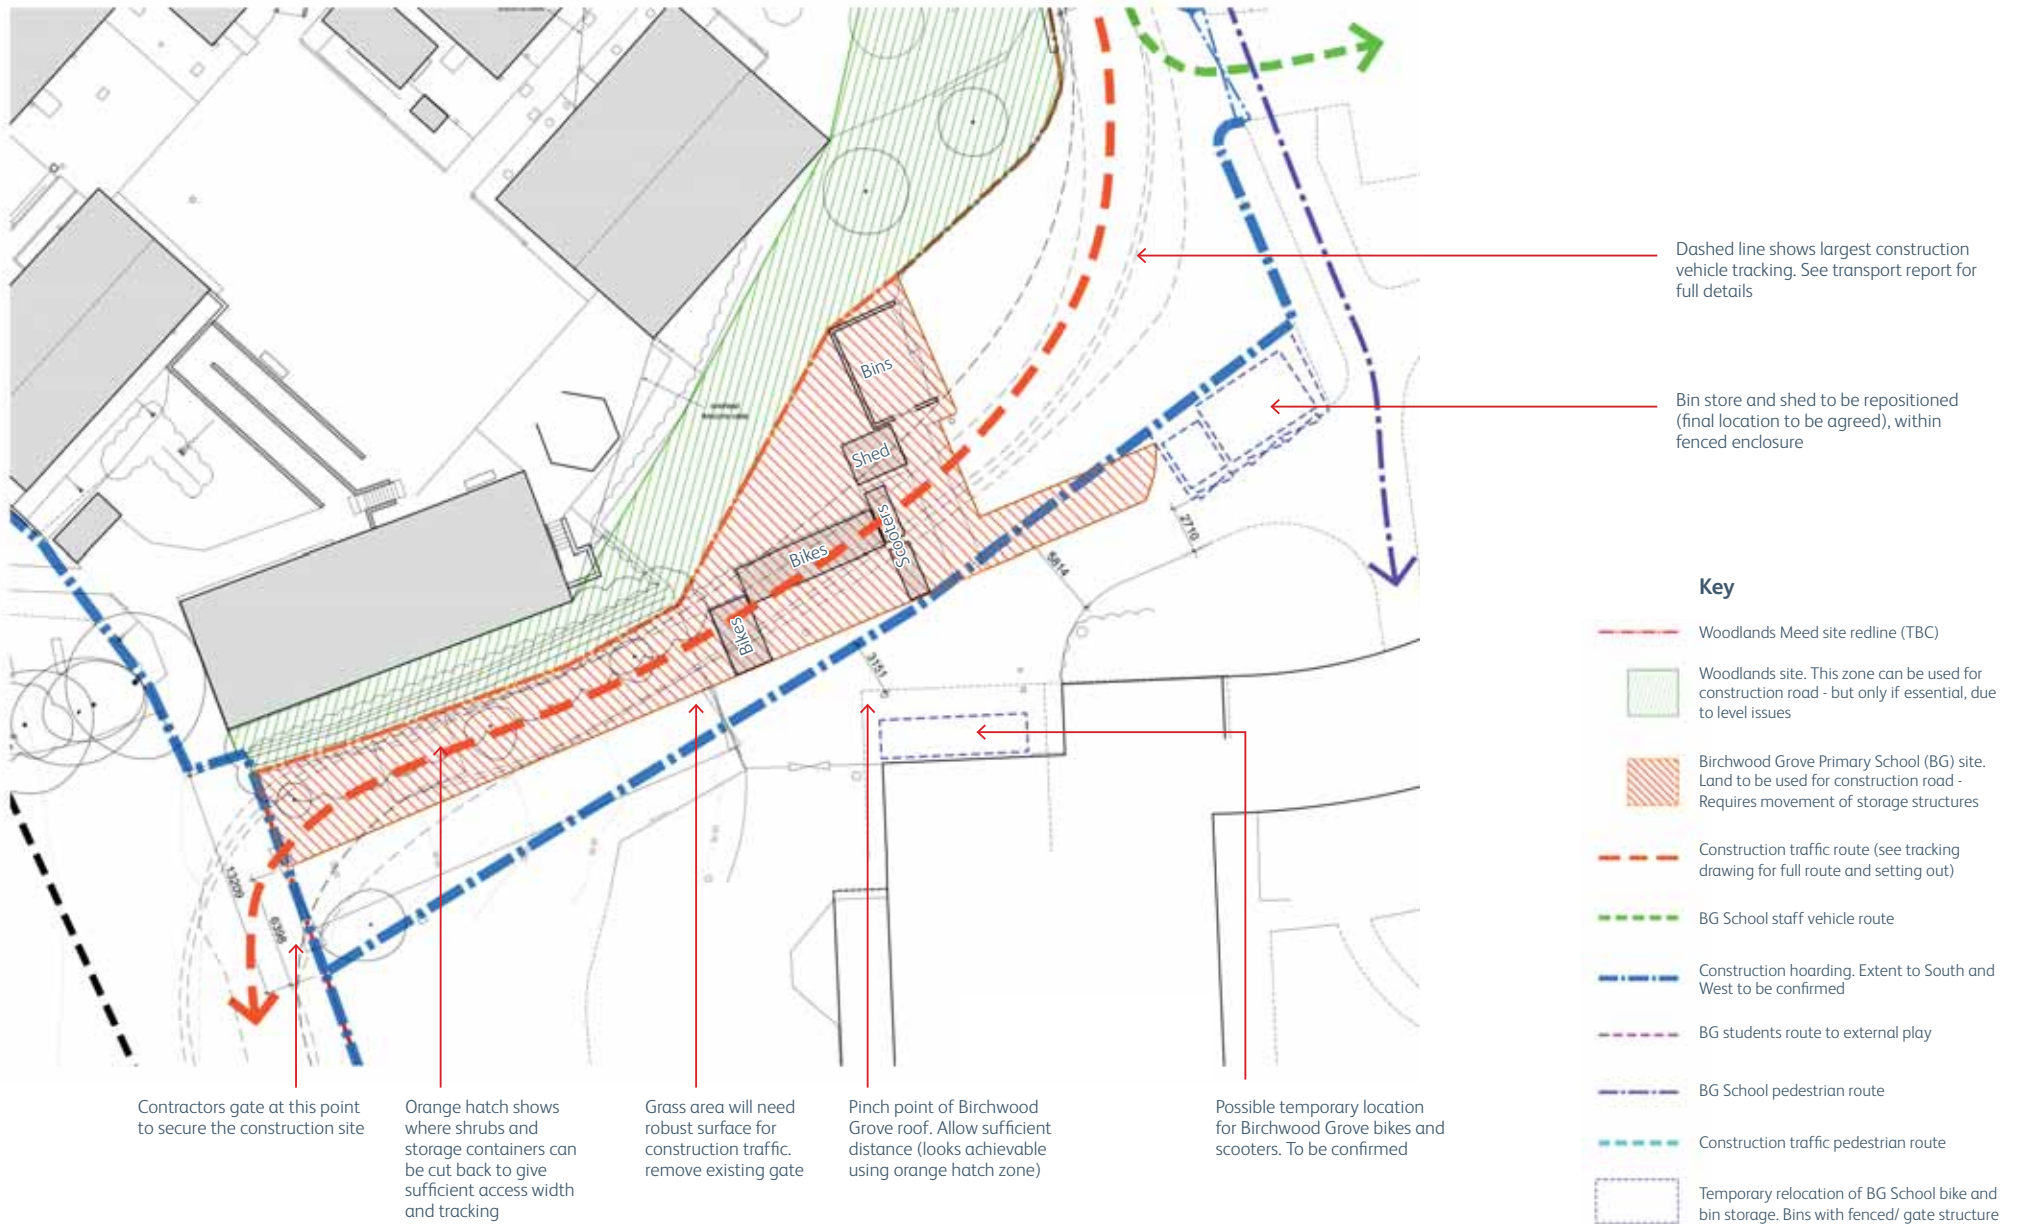 Bins
Shed
Scooters
Bikes
Bikes
2710
5814
3151
13209
6398
Dashed line shows largest construction
vehicle tracking. See transport report for
full details
Bin store and shed to be repositioned
(final location to be agreed), within
fenced enclosure
Key
Woodlands Meed site redline (TBC)
Woodlands site. This zone can be used for
construction road - but only if essential, due
to level issues
Birchwood Grove Primary School (BG) site.
Land to be used for construction road -
Requires movement of storage structures
Construction traffic route (see tracking
drawing for full route and setting out)
BG School staff vehicle route
Construction hoarding. Extent to South and
West to be confirmed
BG students route to external play
BG School pedestrian route
Construction traffic pedestrian route
Temporary relocation of BG School bike and
bin storage. Bins with fenced/ gate structure
Contractors gate at this point
to secure the construction site
Orange hatch shows
where shrubs and
storage containers can
be cut back to give
sufficient access width
and tracking
Grass area will need
robust surface for
construction traffic.
remove existing gate
Pinch point of Birchwood
Grove roof. Allow sufficient
distance (looks achievable
using orange hatch zone)
Possible temporary location
for Birchwood Grove bikes and
scooters. To be confirmed